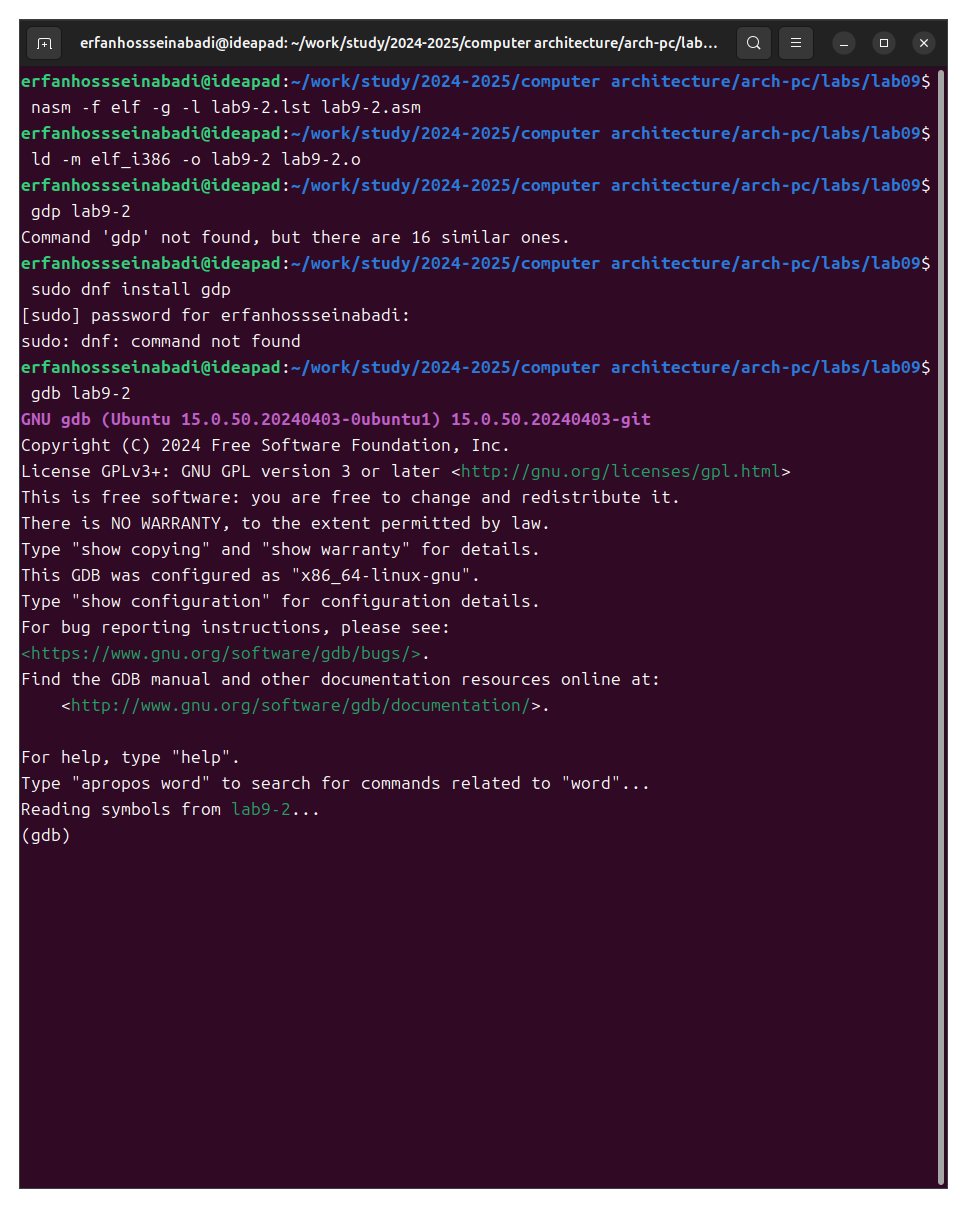 erfanhossseinabadi@ideapad: ~/work/study/2024-2025/computer architecture/arch-pc/lab...
erfanhossseinabadi@ideapad:~/work/study/2024-2025/computer architecture/arch-pc/labs/lab09$
nasm -f elf -g -l lab9-2.lst lab9-2.asm
erfanhossseinabadi@ideapad:~/work/study/2024-2025/computer architecture/arch-pc/labs/lab09$
ld -m elf_i386 -o lab9-2 lab9-2.o
erfanhossseinabadi@ideapad:~/work/study/2024-2025/computer architecture/arch-pc/labs/lab09$
gdp lab9-2
Command 'gdp' not found, but there are 16 similar ones.
erfanhossseinabadi@ideapad:~/work/study/2024-2025/computer architecture/arch-pc/labs/lab09$
sudo dnf install gdp
[sudo] password for erfanhossseinabadi:
sudo: dnf: command not found
erfanhossseinabadi@ideapad:~/work/study/2024-2025/computer architecture/arch-pc/labs/lab09$
gdb lab9-2
GNU gdb (Ubuntu 15.0.50.20240403-0ubuntu1) 15.0.50.20240403-git
Copyright (C) 2024 Free Software Foundation, Inc.
License GPLv3+: GNU GPL version 3 or later <http://gnu.org/licenses/gpl.html>
This is free software: you are free to change and redistribute it.
There is NO WARRANTY, to the extent permitted by law.
Type "show copying" and "show warranty" for details.
This GDB was configured as "x86_64-linux-gnu".
Type "show configuration" for configuration details.
For bug reporting instructions, please see:
<https://www.gnu.org/software/gdb/bugs/>.
Find the GDB manual and other documentation resources online at:
<http://www.gnu.org/software/gdb/documentation/>.
For help, type "help".
Type "apropos word" to search for commands related to "word"...
Reading symbols from lab9-2...
(gdb)